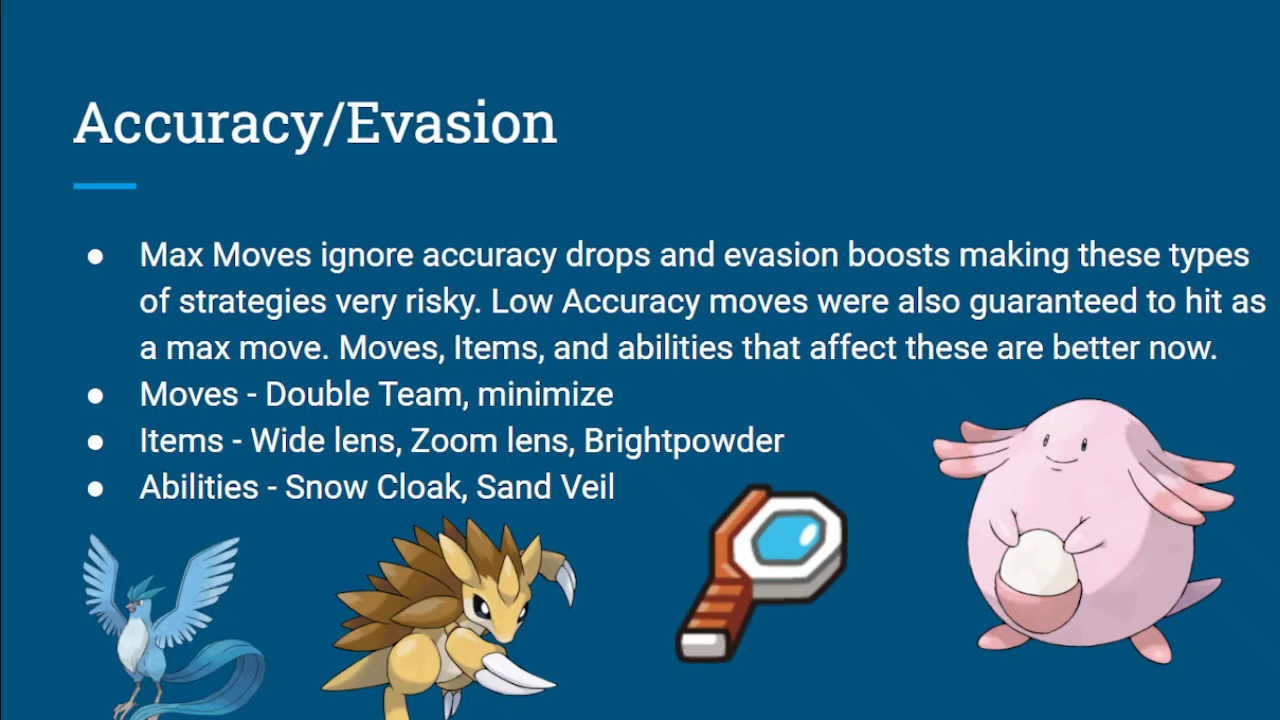 Accuracy/Evasion
● Max Moves ignore accuracy drops and evasion boosts making these types
of strategies very risky. Low Accuracy moves were also guaranteed to hit as
a max move. Moves, Items, and abilities that affect these are better now.
● Moves - Double Team, minimize
● Items - Wide lens, Zoom lens, Brightpowder
● Abilities - Snow Cloak, Sand Veil